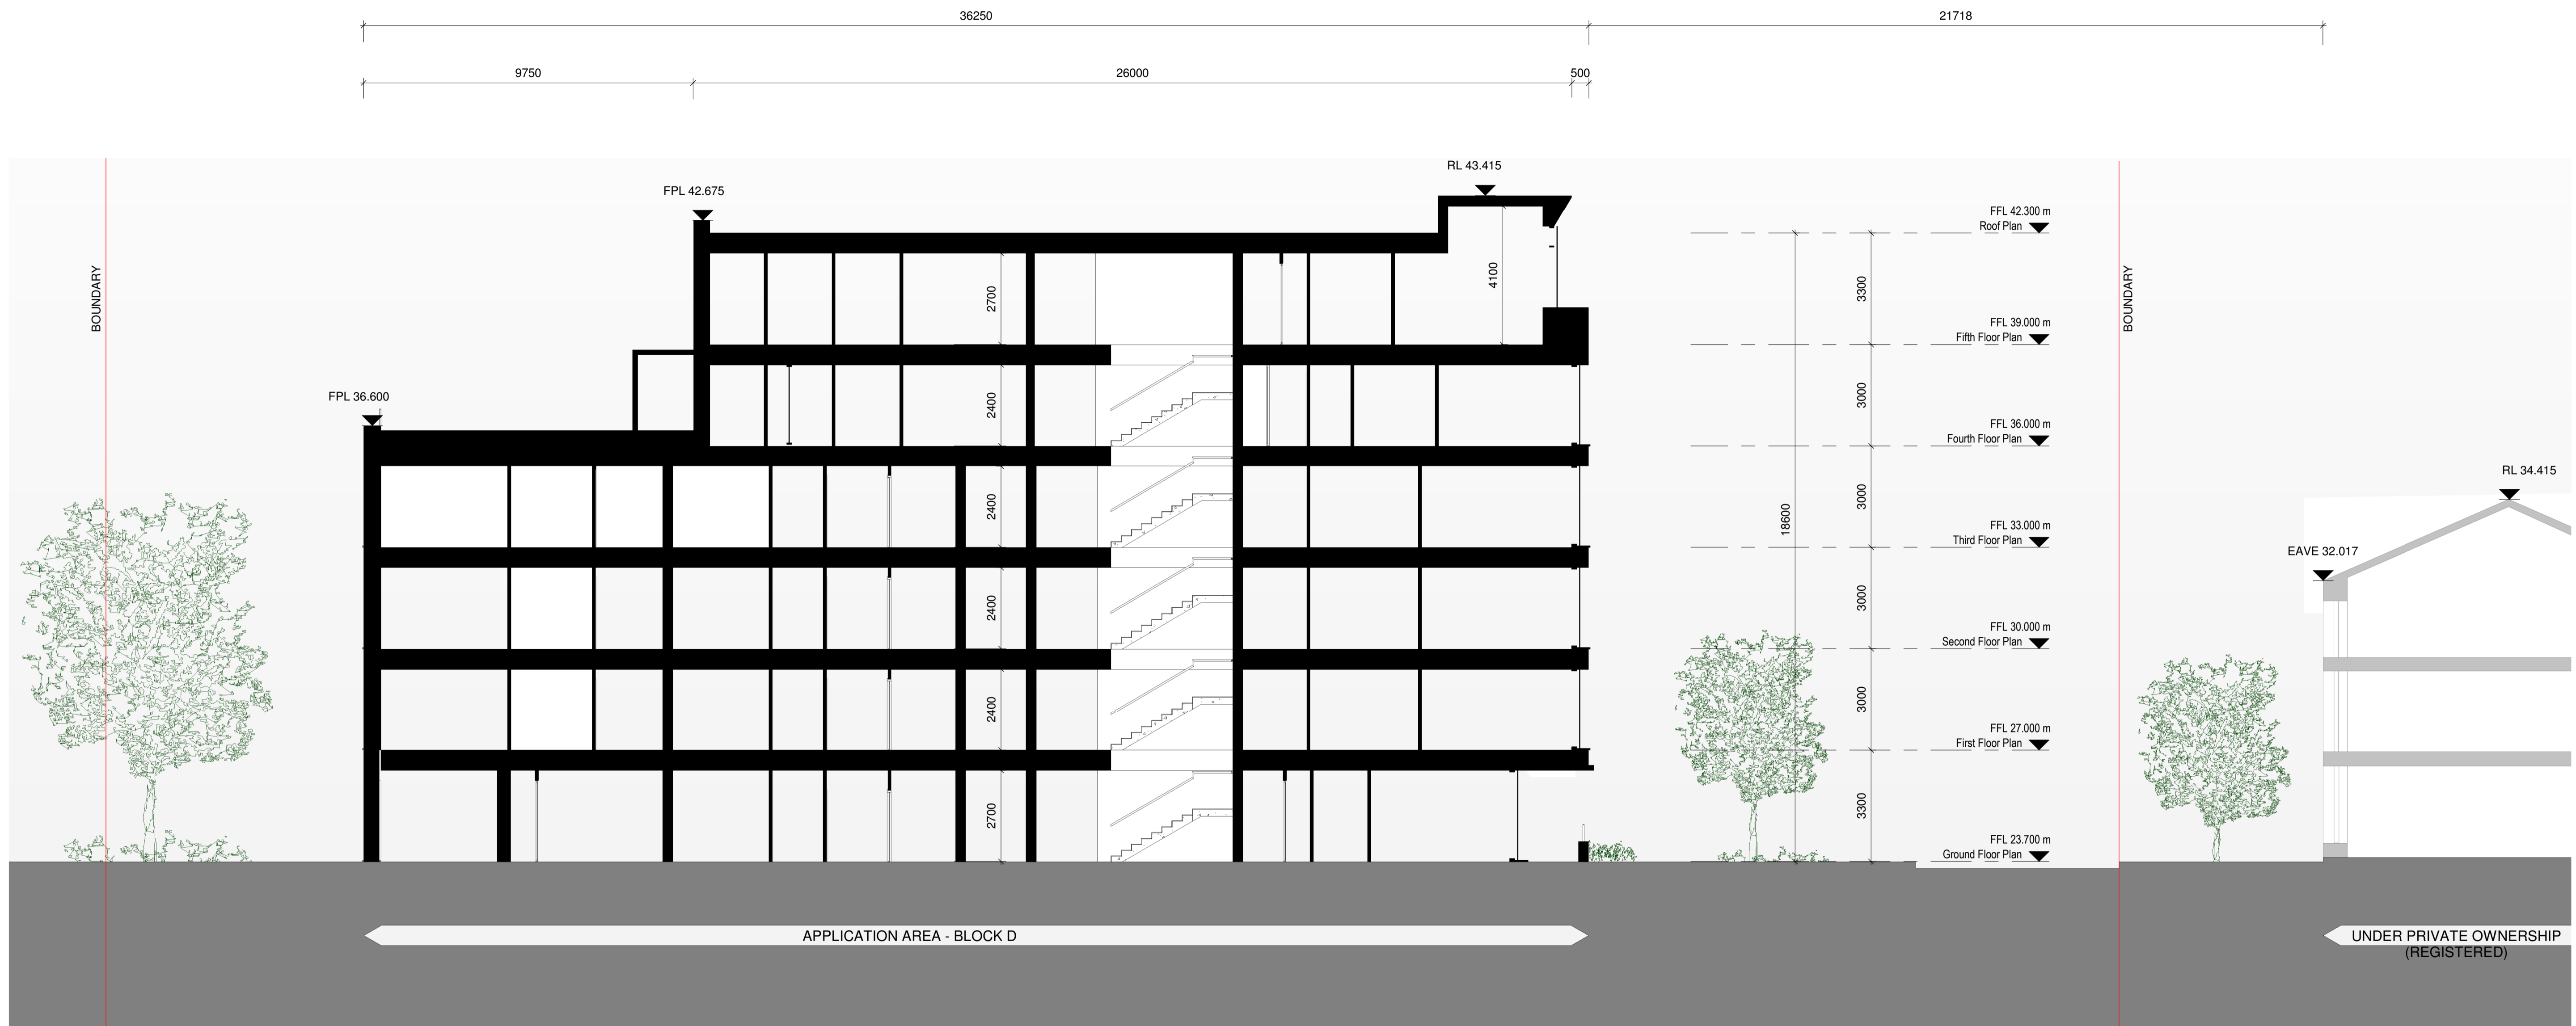 36250
21718
9750
26000
500
RL 43.415
FPL 42.675
FFL 42.300 m
Roof Plan
BOUNDARY
BOUNDARY
2700
4100
3300
FFL 39.000 m
Fifth Floor Plan
FPL 36.600
2400
3000
FFL 36.000 m
Fourth Floor Plan
RL 34.415
2400
3000
18600
FFL 33.000 m
Third Floor Plan
EAVE 32.017
2400
3000
FFL 30.000 m
Second Floor Plan
2400
3000
FFL 27.000 m
First Floor Plan
2700
3300
FFL 23.700 m
Ground Floor Plan
APPLICATION AREA - BLOCK D
UNDER PRIVATE OWNERSHIP
(REGISTERED)